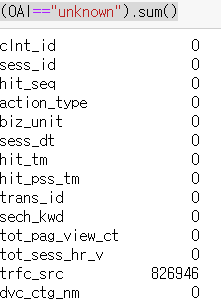 (OAI=="unknown").sum()
clnt_id 0
sess_id 0
hit_seq 0
action_type 0
biz_unit 0
sess_dt 0
hit_tm 0
hit_pss_tm 0
trans_id 0
sech_kwd 0
tot_pag_view_ct 0
tot_sess_hr_v 0
trfc_src 826946
dvc_ctg_nm 0